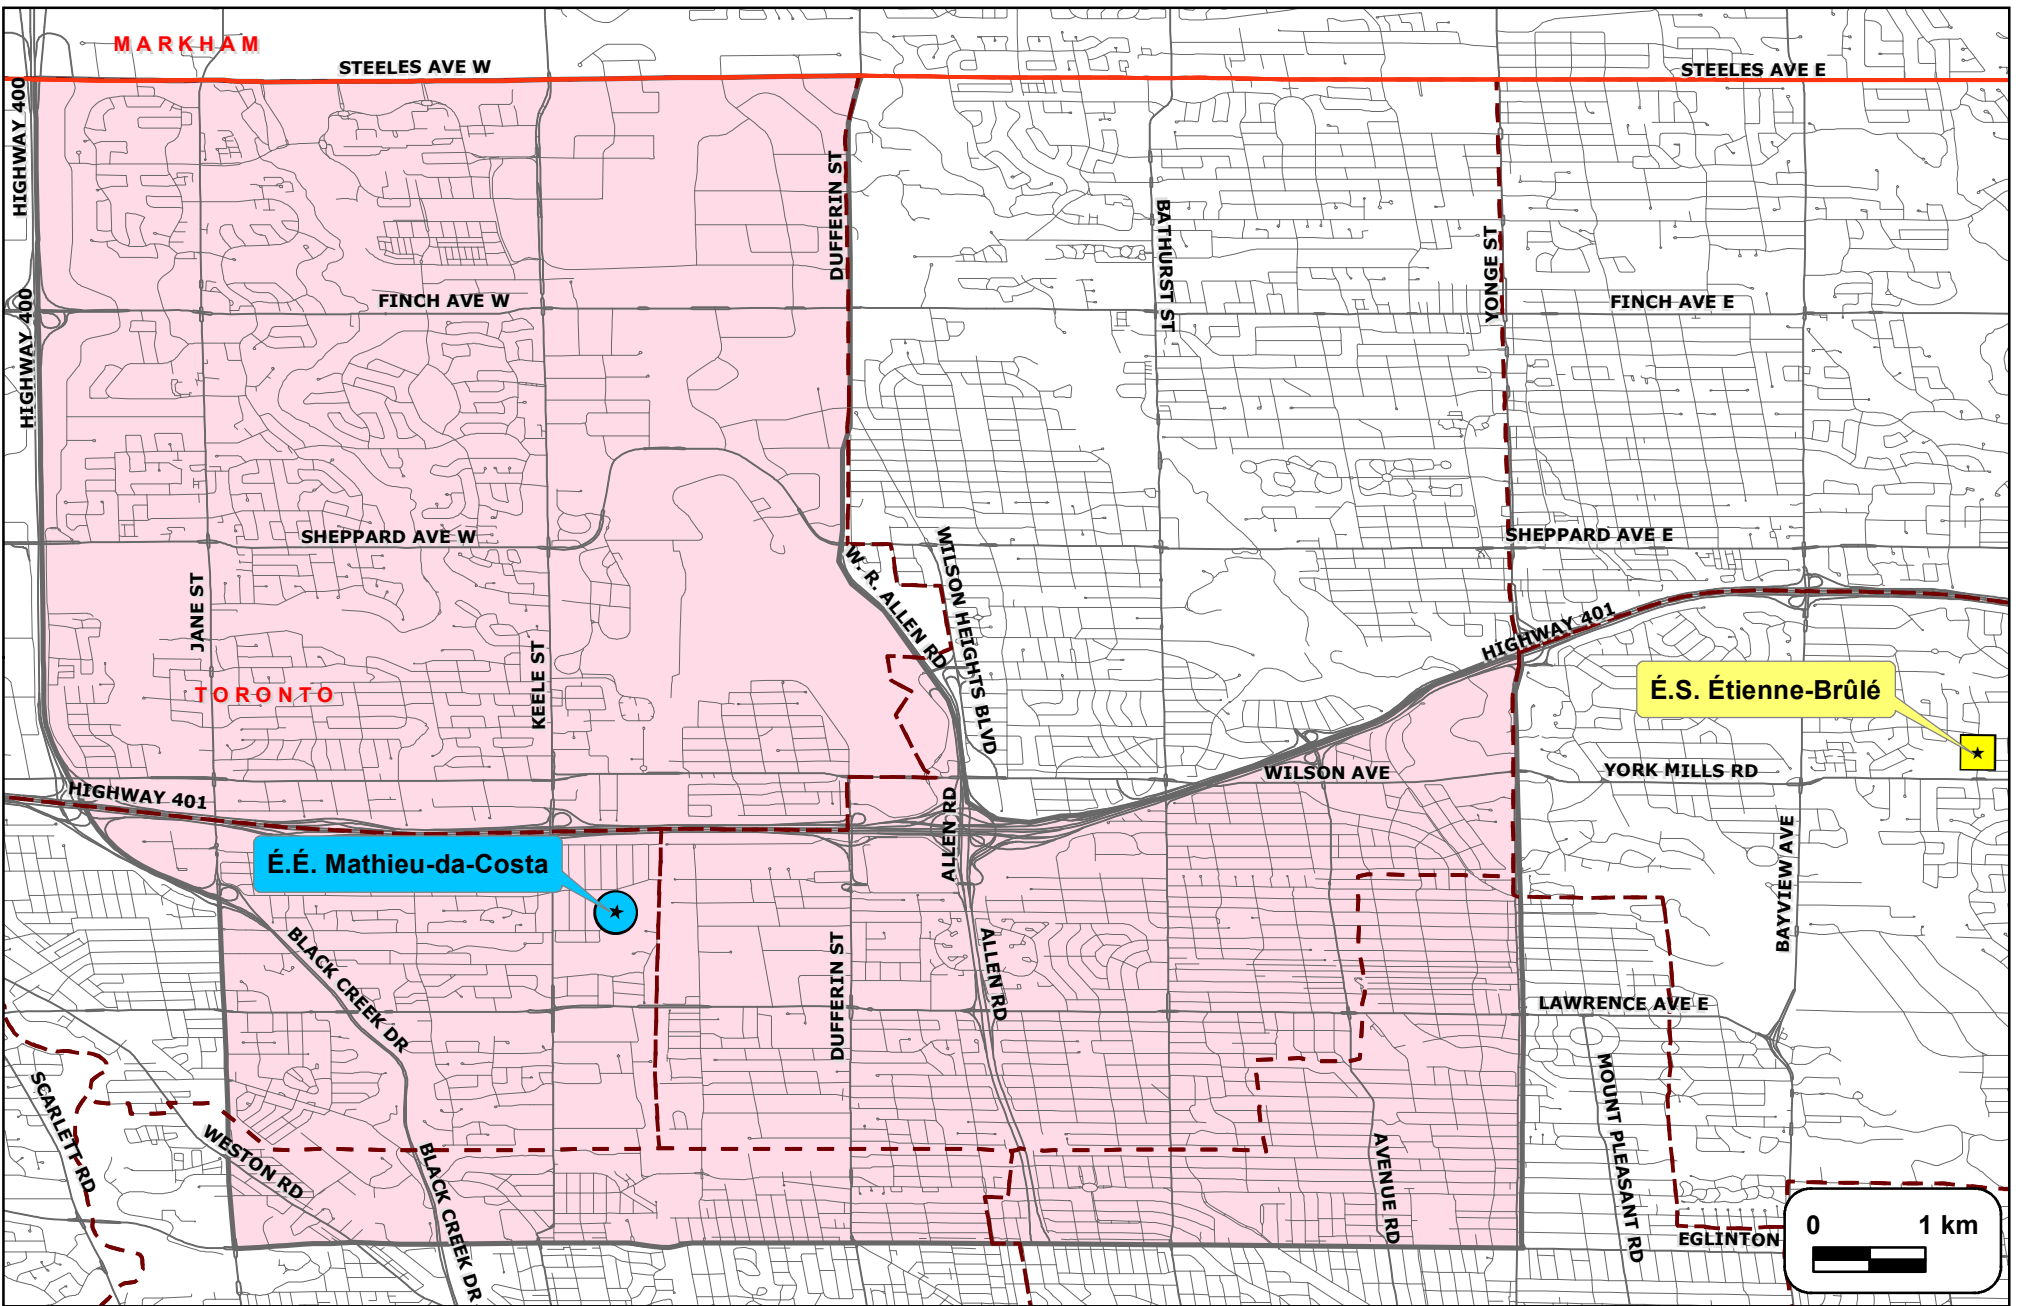 MARKHAM
STEELES AVE W
STEELES AVE E
HIGHWAY 400
DUFFERIN ST
BATHURST ST
YONGE ST
FINCH AVE W
FINCH AVE E
HIGHWAY 400
SHEPPARD AVE W
SHEPPARD AVE E
W. R. ALLEN RD
WILSON HEIGHTS BLVD
JANE ST
KEELE ST
HIGHWAY 401
TORONTO
É.S. Étienne-Brûlé
WILSON AVE
YORK MILLS RD
HIGHWAY 401
ALLEN RD
BAYVIEW AVE
É.É. Mathieu-da-Costa
BLACK CREEK DR
DUFFERIN ST
ALLEN RD
LAWRENCE AVE E
SCARLETT RD
WESTON RD
BLACK CREEK DR
AVENUE RD
MOUNT PLEASANT RD
EGLINTON
0 1 km